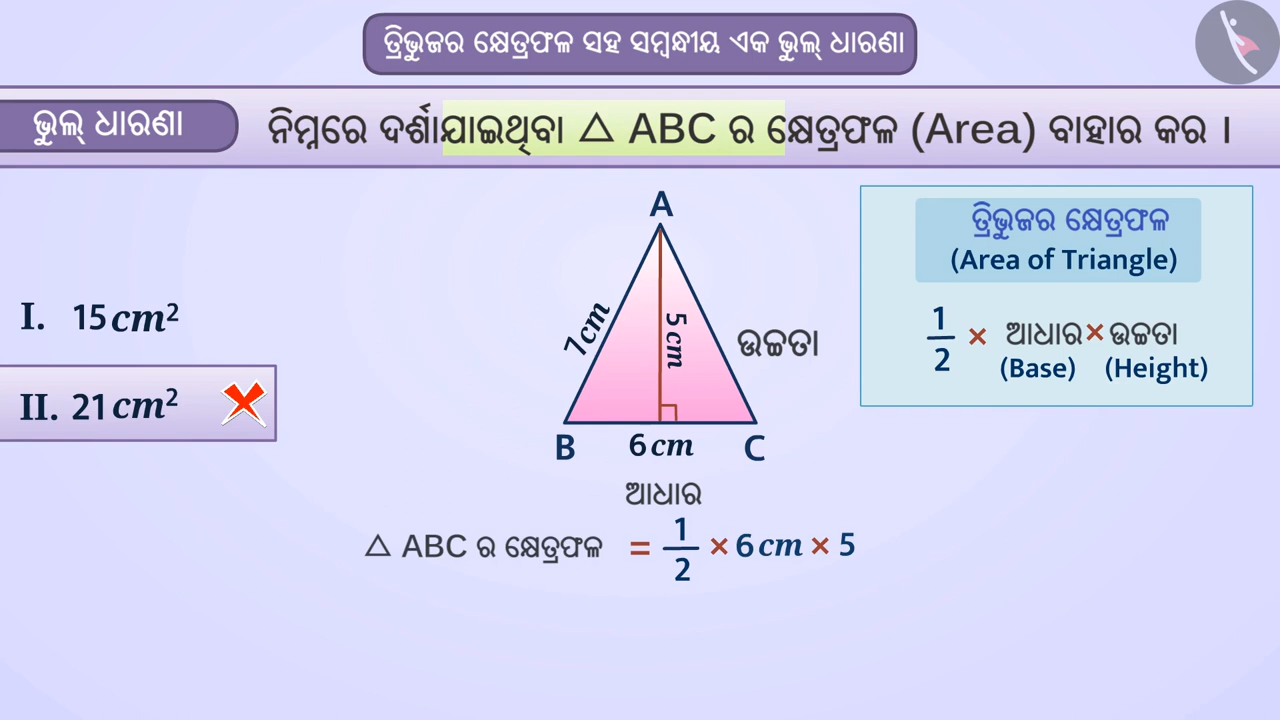 ତ୍ରିଭୁଜର କ୍ଷେତ୍ରଫଳ ସହ ସମ୍ବନ୍ଧୀୟ ଏକ ଭୁଲ୍ ଧାରଣା
ଭୁଲ୍ ଧାରଣା
ନିମ୍ନରେ ଦର୍ଶାଯାଇଥିବା △ ABC ର କ୍ଷେତ୍ରଫଳ (Area) ବାହାର କର ।
I. 15 cm²
II. 21 cm²
A
7 cm
5 cm
ଉଚ୍ଚତା
B
6 cm
C
ଆଧାର
ତ୍ରିଭୁଜର କ୍ଷେତ୍ରଫଳ
(Area of Triangle)
1/2 × ଆଧାର × ଉଚ୍ଚତା
(Base) (Height)
△ ABC ର କ୍ଷେତ୍ରଫଳ = 1/2 × 6 cm × 5